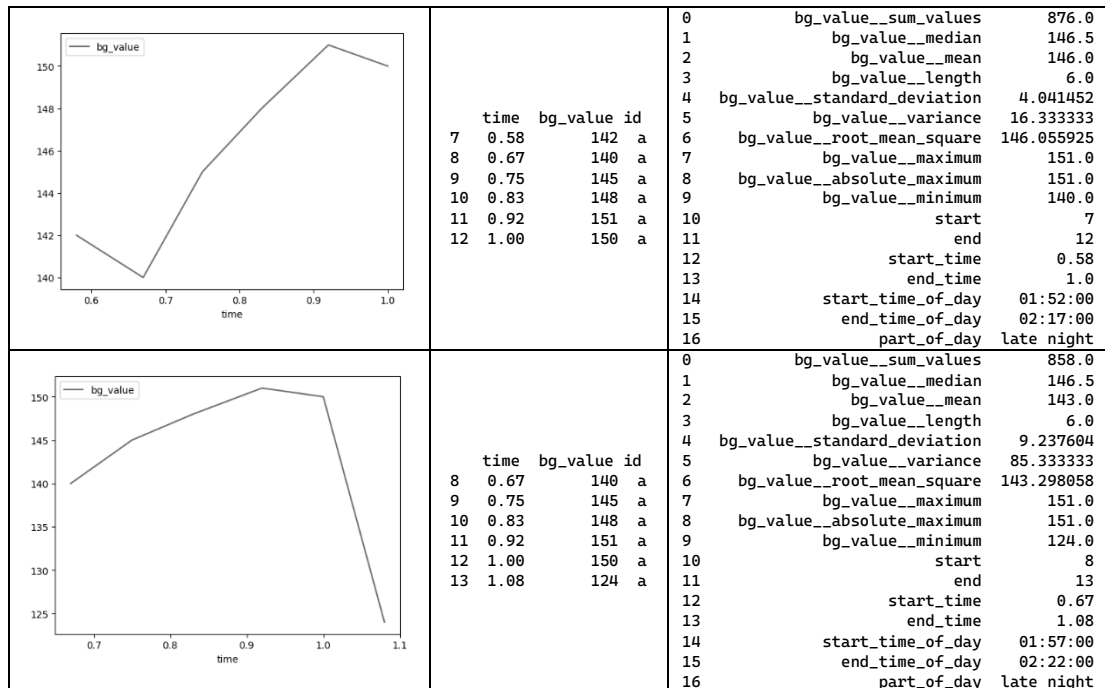 bg_value
150
148
146
144
142
140
0.6 0.7 0.8 0.9 1.0
time
time bg_value id
7 0.58 142 a
8 0.67 140 a
9 0.75 145 a
10 0.83 148 a
11 0.92 151 a
12 1.00 150 a
0 bg_value__sum_values 876.0
1 bg_value__median 146.5
2 bg_value__mean 146.0
3 bg_value__length 6.0
4 bg_value__standard_deviation 4.041452
5 bg_value__variance 16.333333
6 bg_value__root_mean_square 146.055925
7 bg_value__maximum 151.0
8 bg_value__absolute_maximum 151.0
9 bg_value__minimum 140.0
10 start 7
11 end 12
12 start_time 0.58
13 end_time 1.0
14 start_time_of_day 01:52:00
15 end_time_of_day 02:17:00
16 part_of_day late night
bg_value
150
145
140
135
130
125
0.7 0.8 0.9 1.0 1.1
time
time bg_value id
8 0.67 140 a
9 0.75 145 a
10 0.83 148 a
11 0.92 151 a
12 1.00 150 a
13 1.08 124 a
0 bg_value__sum_values 858.0
1 bg_value__median 146.5
2 bg_value__mean 143.0
3 bg_value__length 6.0
4 bg_value__standard_deviation 9.237604
5 bg_value__variance 85.333333
6 bg_value__root_mean_square 143.298058
7 bg_value__maximum 151.0
8 bg_value__absolute_maximum 151.0
9 bg_value__minimum 124.0
10 start 8
11 end 13
12 start_time 0.67
13 end_time 1.08
14 start_time_of_day 01:57:00
15 end_time_of_day 02:22:00
16 part_of_day late night